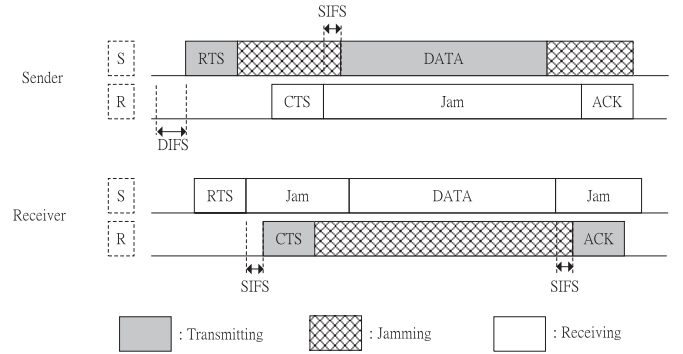 SIFS
Sender
S
RTS
DATA
R
CTS
Jam
ACK
DIFS
Receiver
S
RTS
Jam
DATA
Jam
R
CTS
ACK
SIFS
SIFS
: Transmitting
: Jamming
: Receiving